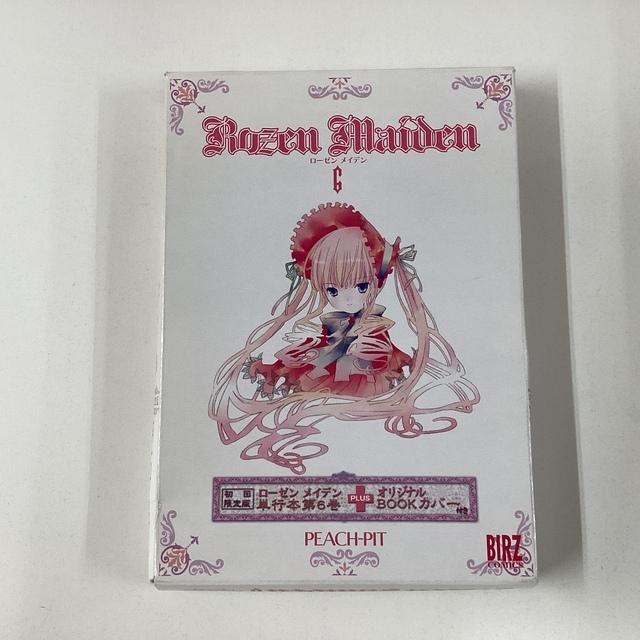 Rozen Maiden
ローゼン メイデン
6
初回
限定版
ローゼン メイデン
単行本第6巻
PLUS
オリジナル
BOOKカバー付き
PEACH-PIT
BIRZ
COMICS